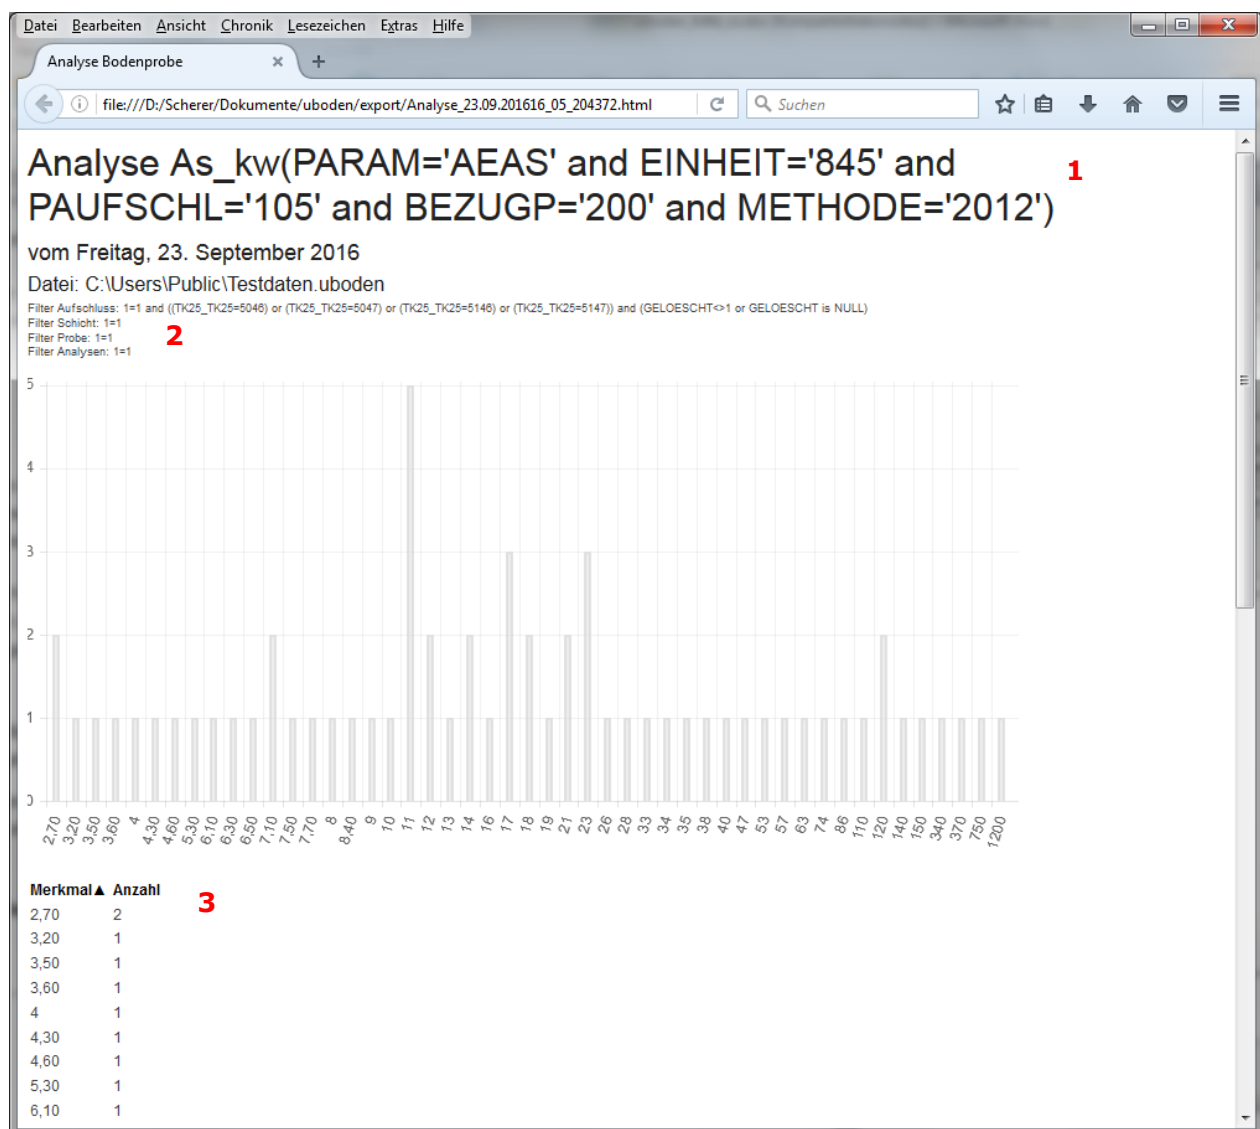 Datei Bearbeiten Ansicht Chronik Lesezeichen Extras Hilfe
Analyse Bodenprobe × +
file:///D:/Scherer/Dokumente/uboden/export/Analyse_23.09.201616_05_204372.html Suchen
Analyse As_kw(PARAM='AEAS' and EINHEIT='845' and 1
PAUFSCHL='105' and BEZUGP='200' and METHODE='2012')
vom Freitag, 23. September 2016
Datei: C:\Users\Public\Testdaten.uboden
Filter Aufschluss: 1=1 and ((TK25_TK25=5046) or (TK25_TK25=5047) or (TK25_TK25=5146) or (TK25_TK25=5147)) and (GELOESCHT<>1 or GELOESCHT is NULL)
Filter Schicht: 1=1
Filter Probe: 1=1 2
Filter Analysen: 1=1
5
4
3
2
1
0
2,70 3,20 3,50 3,60 4 4,30 4,60 5,30 6,10 6,30 6,50 7,10 7,50 7,70 8 8,40 9 10 11 12 13 14 16 17 18 19 21 23 26 28 33 34 35 38 40 47 53 57 63 74 86 110 120 140 150 340 370 750 1200
Merkmal▲ Anzahl 3
2,70 2
3,20 1
3,50 1
3,60 1
4 1
4,30 1
4,60 1
5,30 1
6,10 1